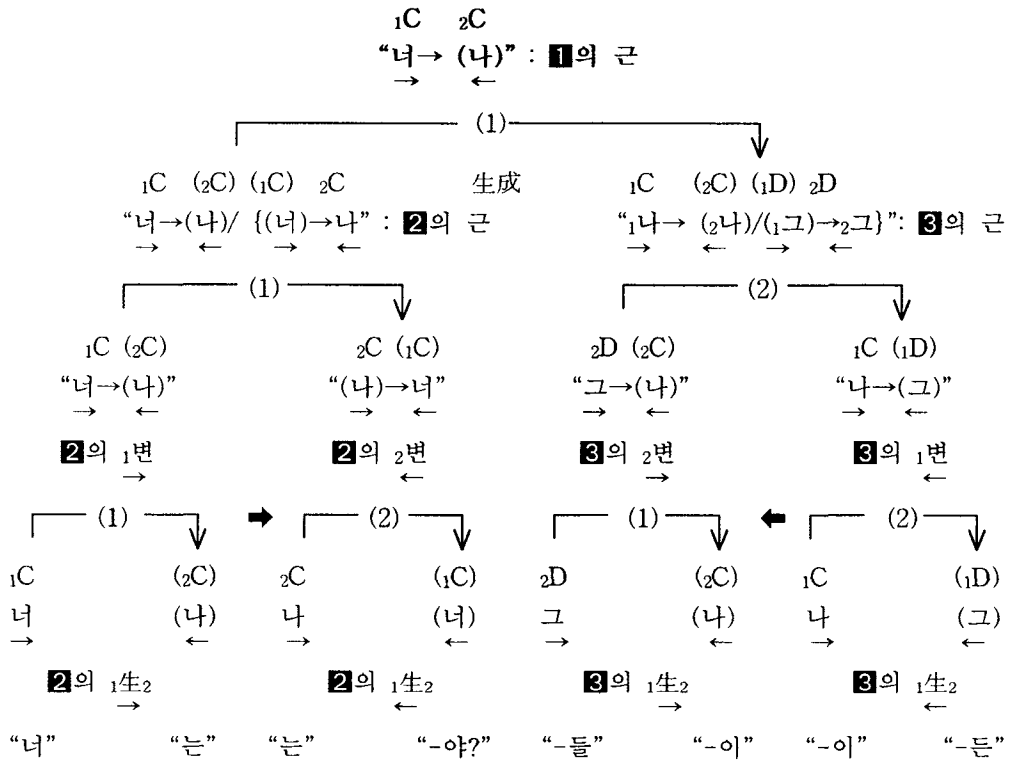 ₁C ₂C
“너→ (나)” : 1의 근
→ ←
(1)
₁C (₂C) (₁C) ₂C 生成 ₁C (₂C) (₁D) ₂D
“너→(나)/ {(너)→나” : 2의 근 “₁나→ (₂나)/(₁그)→₂그}”: 3의 근
→ ← → ← → ← → ←
(1) (2)
₁C (₂C) ₂C (₁C) ₂D (₂C) ₁C (₁D)
“너→(나)” “(나)→너” “그→(나)” “나→(그)”
→ ← → ← → ← → ←
2의 ₁변 2의 ₂변 3의 ₂변 3의 ₁변
→ ← → ←
(1) ➡ (2) (1) ⬅ (2)
₁C (₂C) ₂C (₁C) ₂D (₂C) ₁C (₁D)
너 (나) 나 (너) 그 (나) 나 (그)
→ ← → ← → ← → ←
2의 ₁生₂ 2의 ₁生₂ 3의 ₁生₂ 3의 ₁生₂
→ ← → ←
“너” “는” “는” “-야?” “-들” “-이” “-이” “-든”